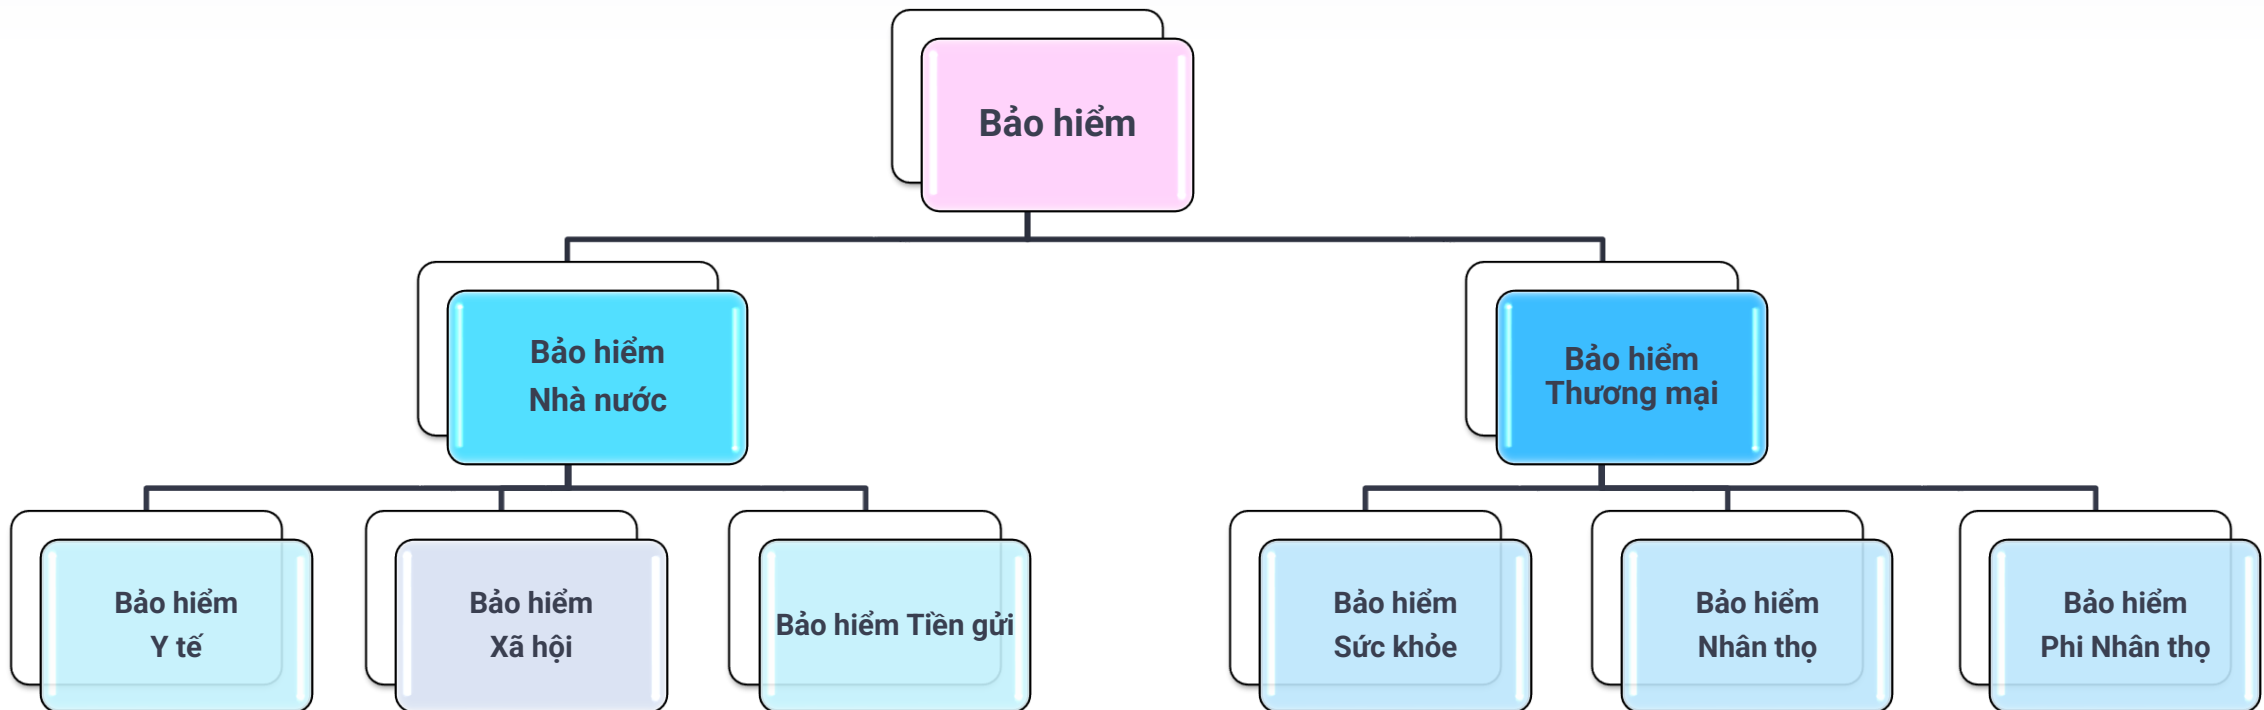 Bảo hiểm
Bảo hiểm
Nhà nước
Bảo hiểm
Thương mại
Bảo hiểm
Y tế
Bảo hiểm
Xã hội
Bảo hiểm Tiền gửi
Bảo hiểm
Sức khỏe
Bảo hiểm
Nhân thọ
Bảo hiểm
Phi Nhân thọ